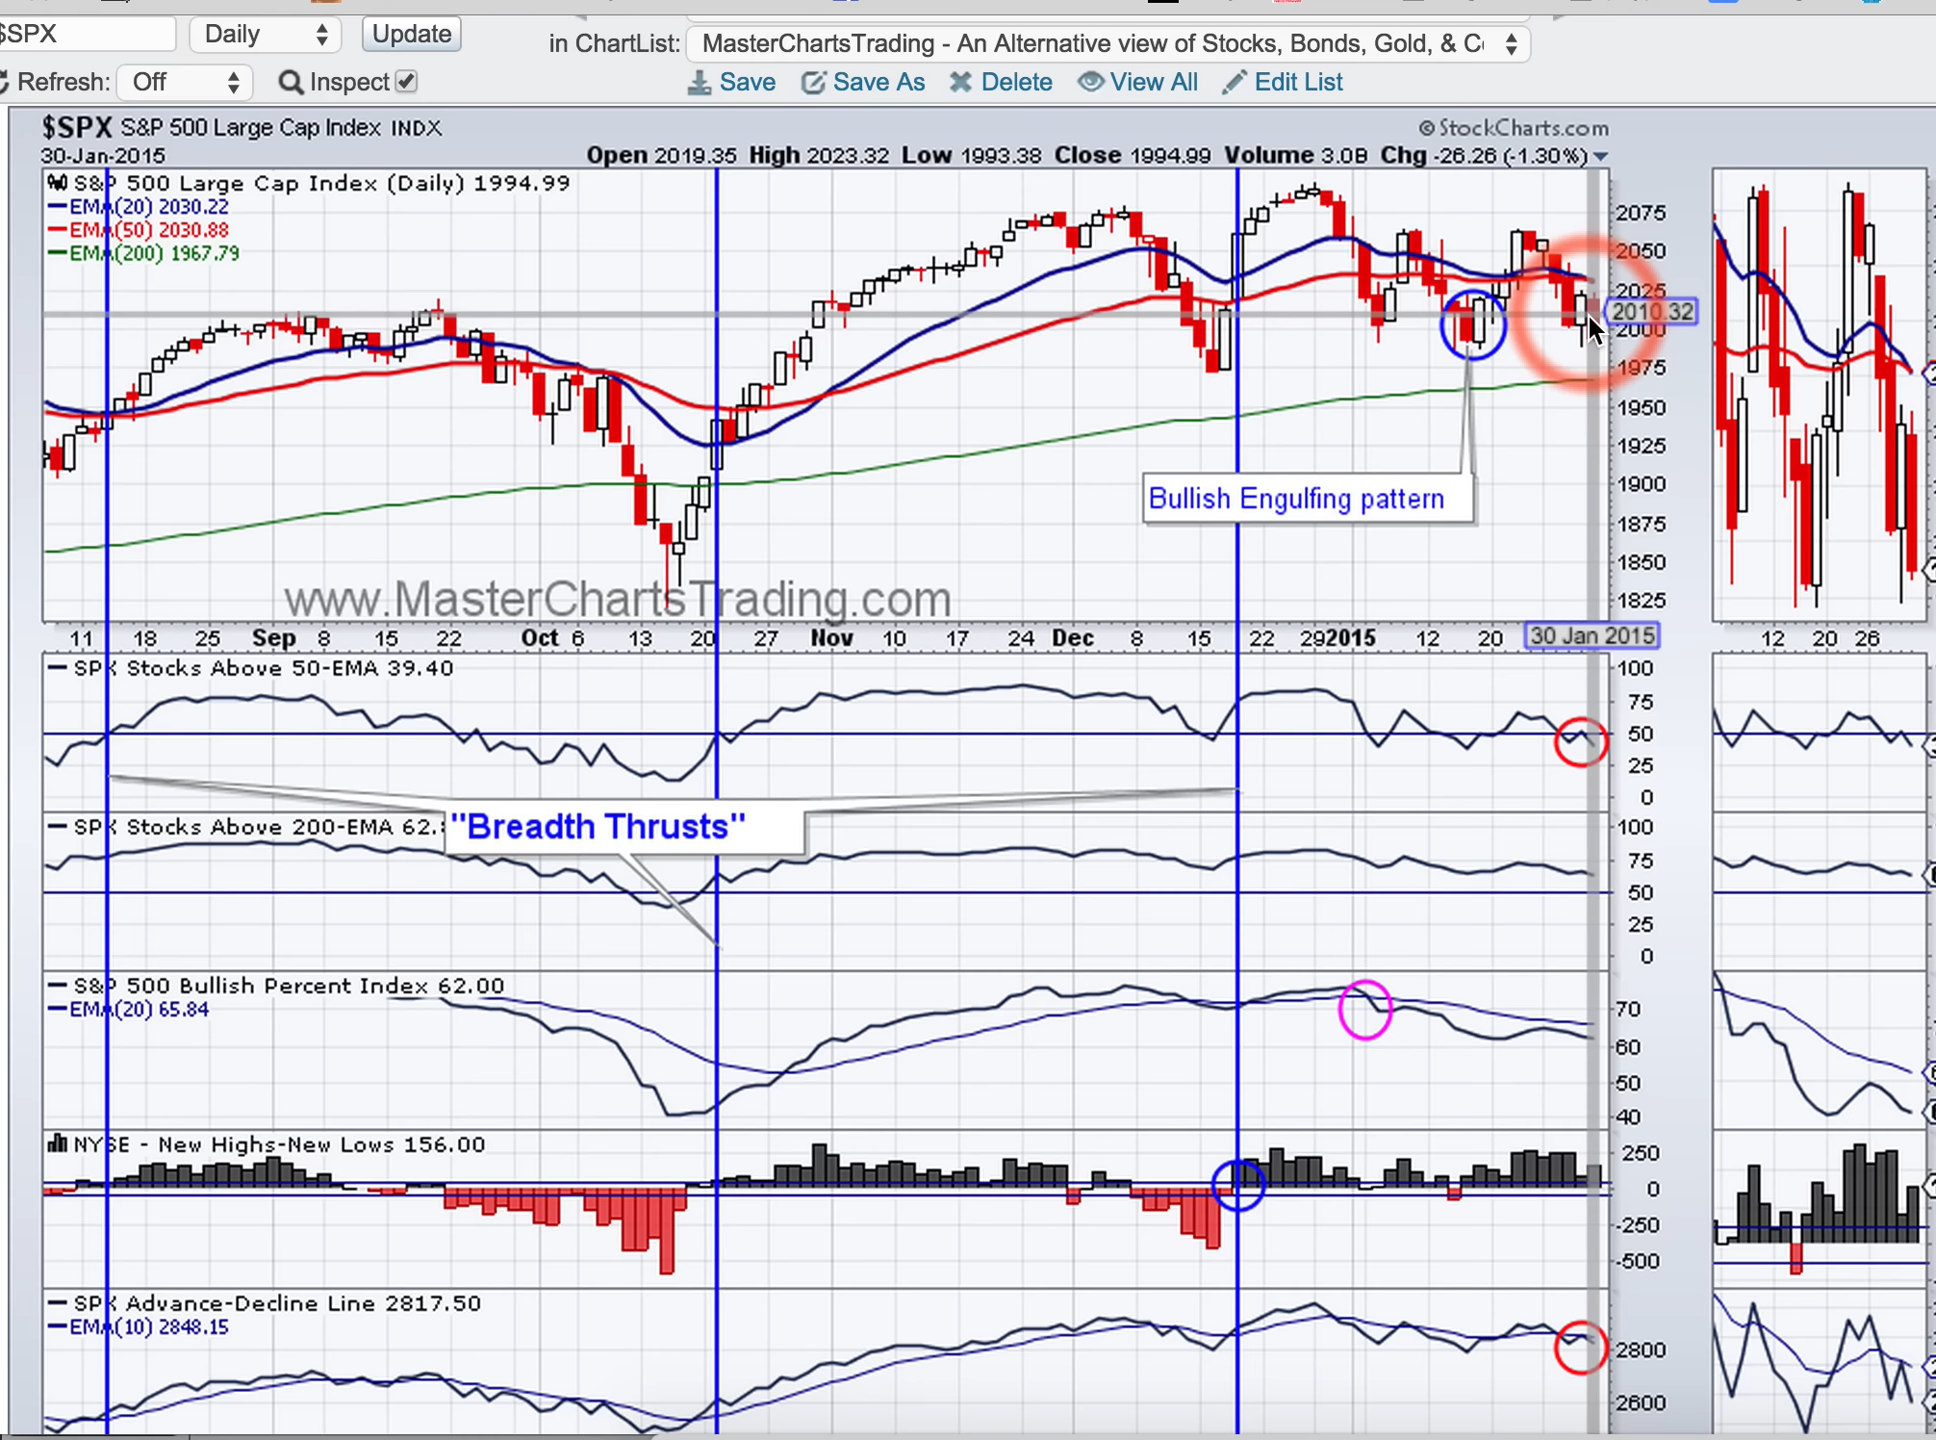 $SPX Daily Update in ChartList: MasterChartsTrading - An Alternative view of Stocks, Bonds, Gold, &
Refresh: Off Inspect Save Save As Delete View All Edit List
$SPX S&P 500 Large Cap Index INDX © StockCharts.com
30-Jan-2015 Open 2019.35 High 2023.32 Low 1993.38 Close 1994.99 Volume 3.0B Chg -26.26 (-1.30%)
S&P 500 Large Cap Index (Daily) 1994.99
EMA(20) 2030.22
EMA(50) 2030.88
EMA(200) 1967.79
2075
2050
2025
2010.32
2000
1975
1950
1925
1900
1875
1850
1825
Bullish Engulfing pattern
www.MasterChartsTrading.com
11 18 25 Sep 8 15 22 Oct 6 13 20 27 Nov 10 17 24 Dec 8 15 22 29 2015 12 20 30 Jan 2015 12 20 26
SPX Stocks Above 50-EMA 39.40
100
75
50
25
0
"Breadth Thrusts"
SPX Stocks Above 200-EMA
100
75
50
25
0
S&P 500 Bullish Percent Index 62.00
EMA(20) 65.84
70
60
50
40
NYSE - New Highs-New Lows 156.00
250
0
-250
-500
SPX Advance-Decline Line 2817.50
EMA(10) 2848.15
2800
2600